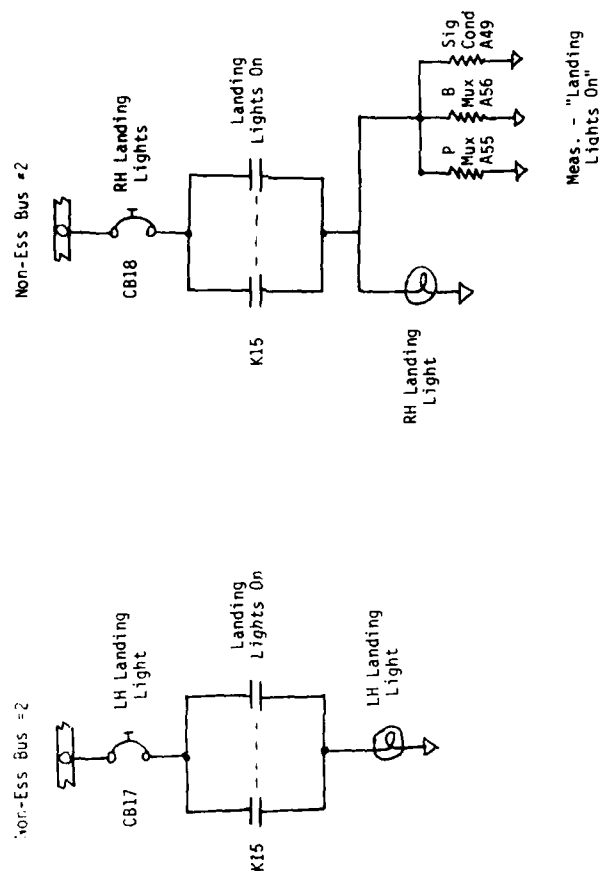 Non-Ess Bus #2
RH Landing
Lights
CB18
Landing
Lights On
K15
RH Landing
Light
P
Mux
A55
B
Mux
A56
Sig
Cond
A49
Meas. - "Landing
Lights On"
Non-Ess Bus =2
LH Landing
Light
CB17
Landing
Lights On
K15
LH Landing
Light